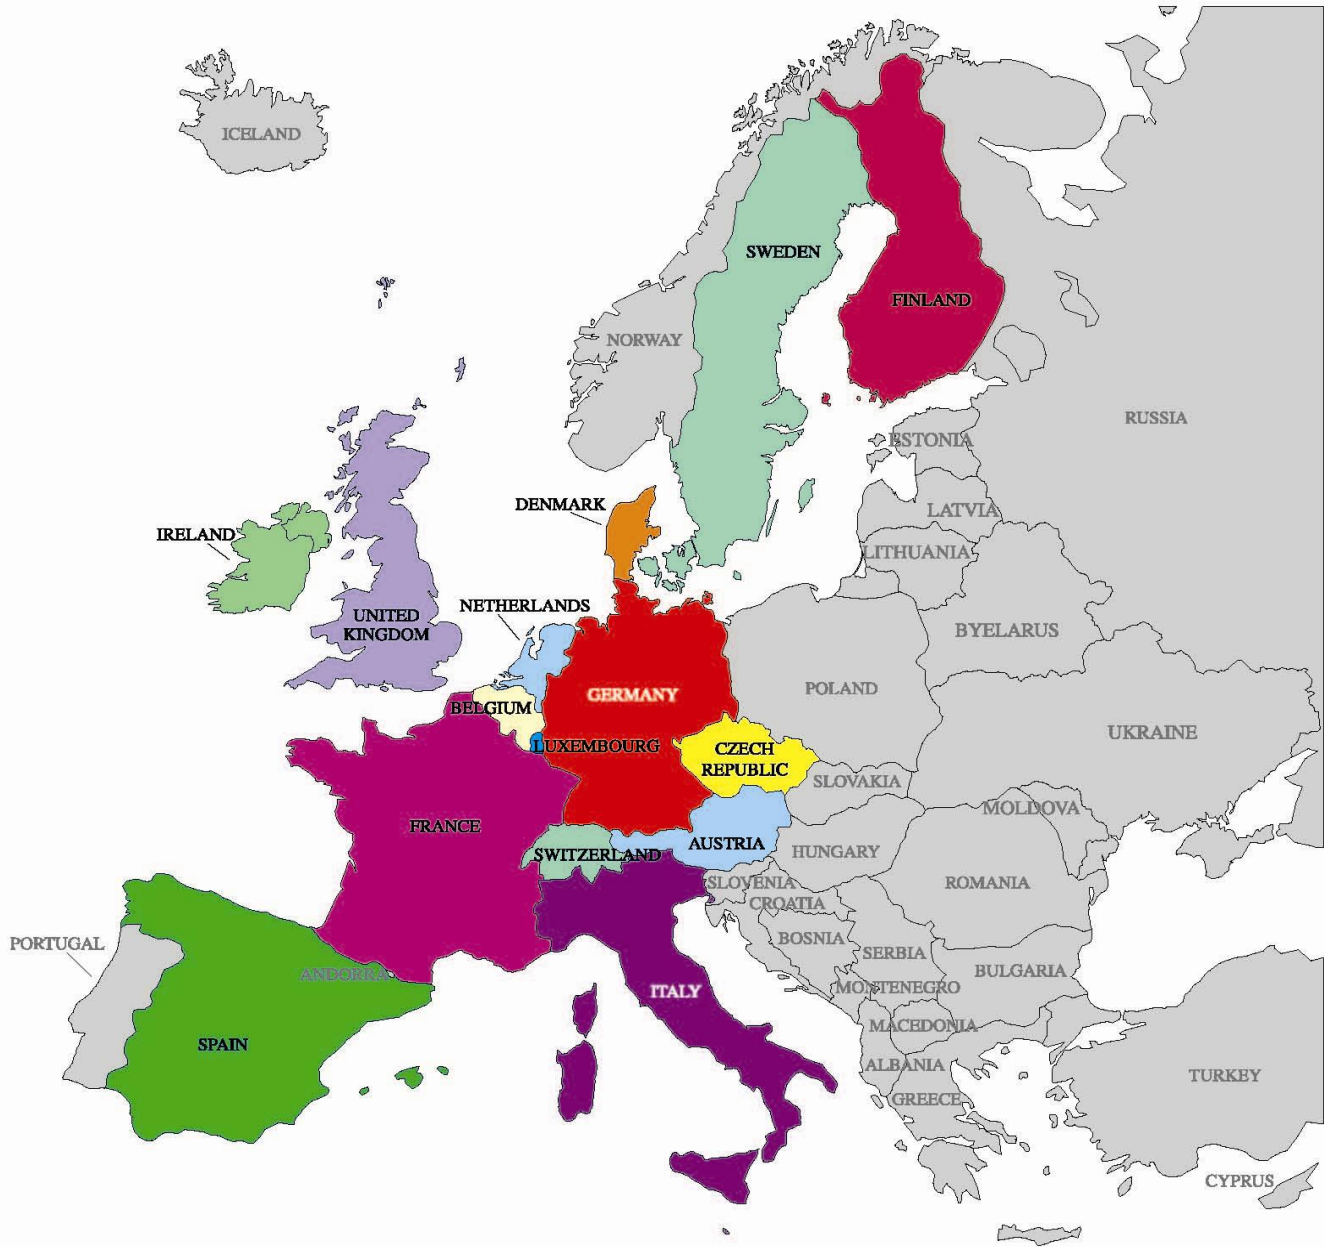 ICELAND
SWEDEN
FINLAND
NORWAY
RUSSIA
ESTONIA
DENMARK
LATVIA
IRELAND
LITHUANIA
NETHERLANDS
UNITED
KINGDOM
BYELARUS
GERMANY
POLAND
BELGIUM
UKRAINE
LUXEMBOURG
CZECH
REPUBLIC
SLOVAKIA
MOLDOVA
FRANCE
AUSTRIA
SWITZERLAND
HUNGARY
SLOVENIA
ROMANIA
CROATIA
BOSNIA
PORTUGAL
SERBIA
ANDORRA
BULGARIA
MONTENEGRO
ITALY
MACEDONIA
SPAIN
ALBANIA
TURKEY
GREECE
CYPRUS